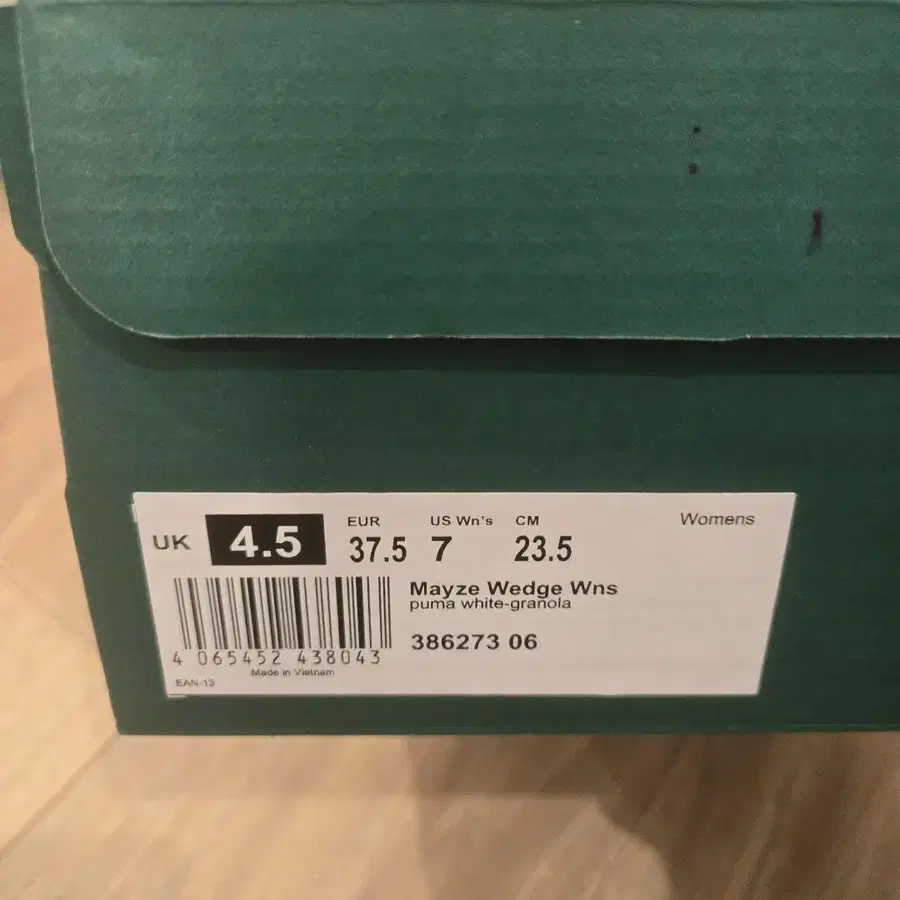 UK 4.5 EUR 37.5 US Wn's 7 CM 23.5 Womens
Mayze Wedge Wns
puma white-granola
386273 06
4 065452 438043
Made in Vietnam
EAN-13